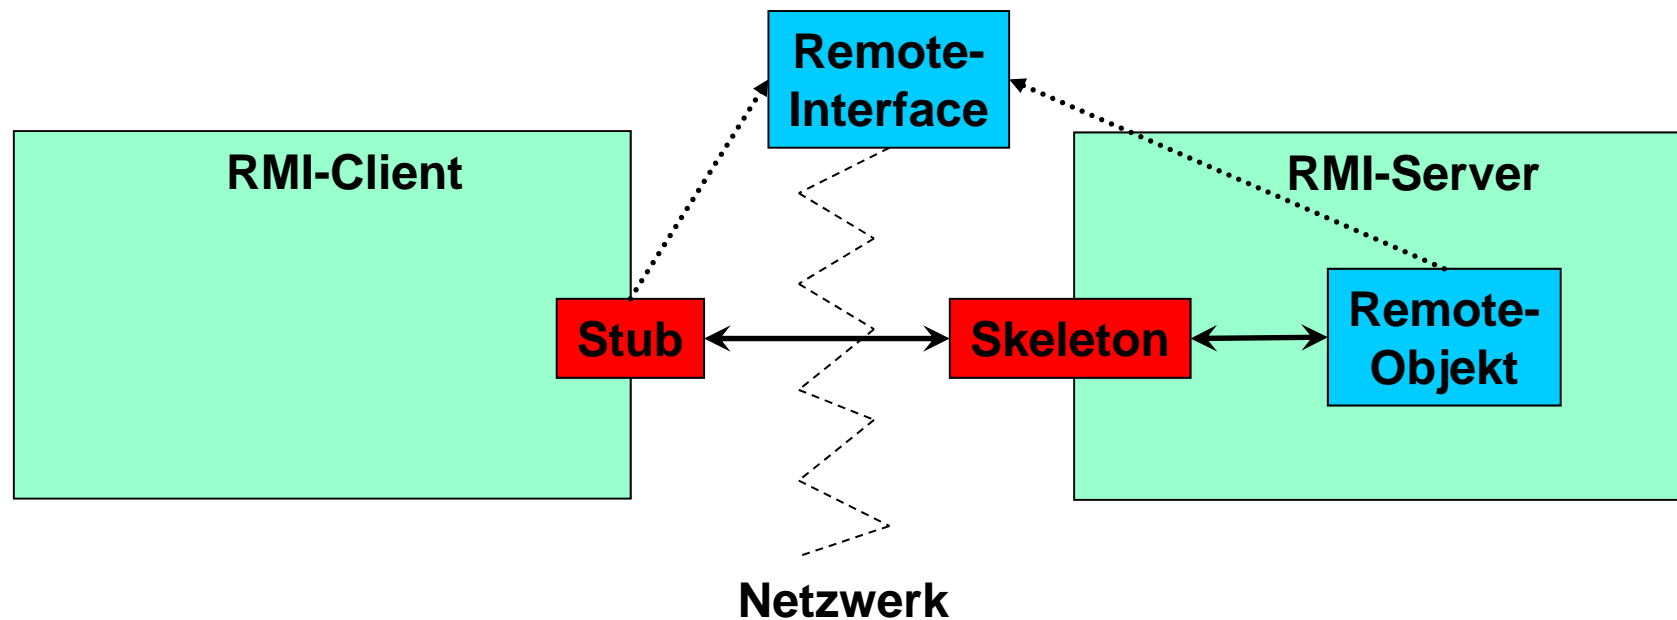 Remote-
Interface
RMI-Client
RMI-Server
Stub
Skeleton
Remote-
Objekt
Netzwerk